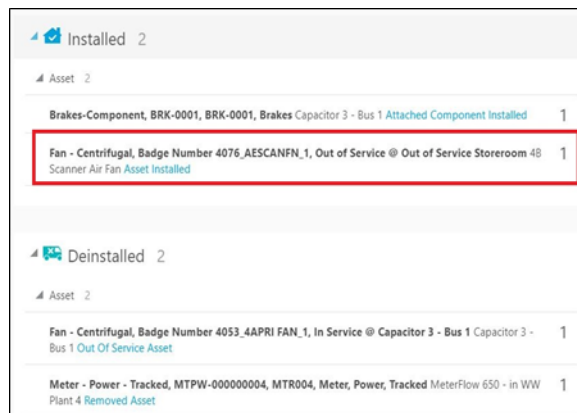 Installed 2
Asset 2
Brakes-Component, BRK-0001, BRK-0001, Brakes Capacitor 3 - Bus 1 Attached Component Installed 1
Fan - Centrifugal, Badge Number 4076_AESCANFN_1, Out of Service @ Out of Service Storeroom 4B 1
Scanner Air Fan Asset Installed
Deinstalled 2
Asset 2
Fan - Centrifugal, Badge Number 4053_4APRI FAN_1, In Service @ Capacitor 3 - Bus 1 Capacitor 3 - 1
Bus 1 Out Of Service Asset
Meter - Power - Tracked, MTPW-000000004, MTR004, Meter, Power, Tracked MeterFlow 650 - in WW 1
Plant 4 Removed Asset